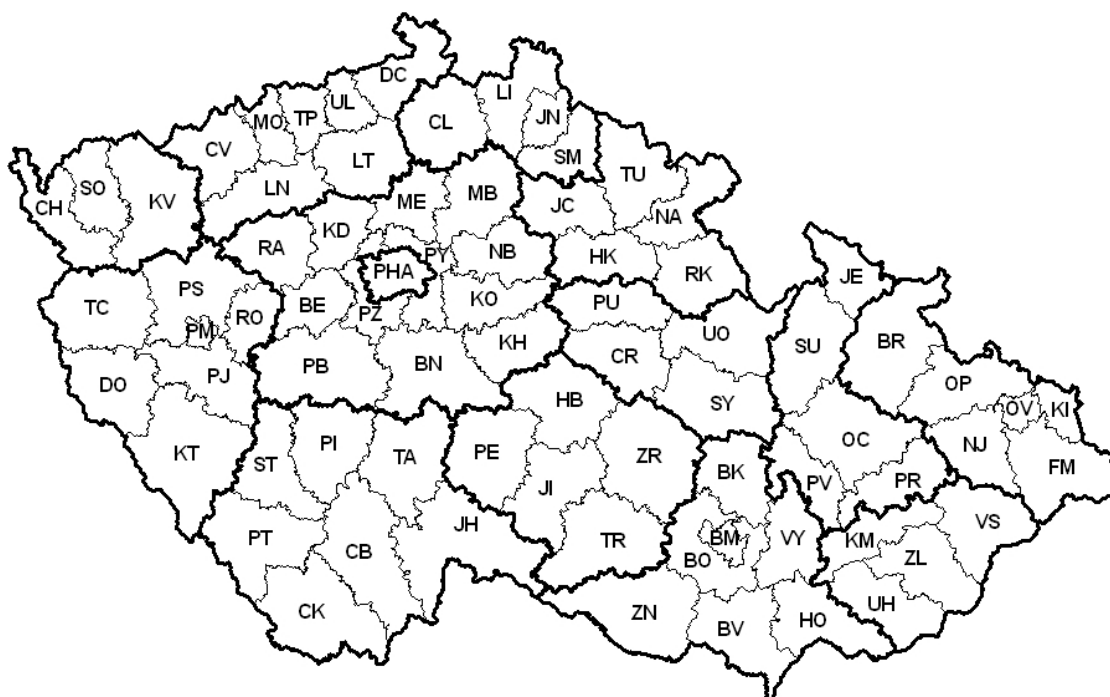 DC
LI
UL
TP
MO
CL
JN
CV
LT
SM
TU
SO
LN
CH
KV
ME
MB
JC
NA
RA
KD
PY
NB
HK
RK
PHA
JE
TC
PS
RO
BE
PZ
KO
PU
UO
PM
SU
BR
KH
CR
DO
PJ
PB
BN
OP
HB
SY
OV
KI
KT
ST
PI
TA
PE
ZR
OC
NJ
FM
JI
BK
PV
PR
PT
CB
JH
TR
BM
VY
KM
VS
BO
ZL
CK
ZN
BV
HO
UH